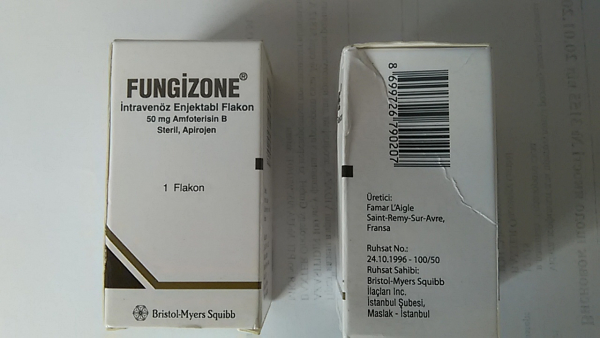 FUNGİZONE®
İntravenöz Enjektabl Flakon
50 mg Amfoterisin B
Steril, Apirojen
1 Flakon
Bristol-Myers Squibb
8 699726 790207
Üretici:
Famar L'Aigle
Saint-Remy-Sur-Avre,
Fransa
Ruhsat No.:
24.10.1996 - 100/50
Ruhsat Sahibi:
Bristol-Myers Squibb
İlaçları Inc.
İstanbul Şubesi,
Maslak - İstanbul